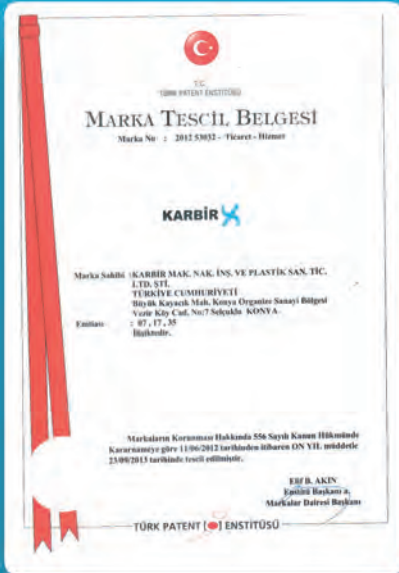 T.C.
TÜRK PATENT ENSTİTÜSÜ
MARKA TESCİL BELGESİ
Marka No : 2012 53032 - Ticaret - Hizmet
KARBİR
Marka Sahibi : KARBİR MAK. NAK. İNŞ. VE PLASTİK SAN. TİC.
LTD. ŞTİ.
TÜRKİYE CUMHURİYETİ
Büyük Kayacık Mah. Konya Organize Sanayi Bölgesi
Vezir Köy Cad. No:7 Selçuklu KONYA
Emtiası : 07, 17, 35
İlişiktedir.
Markaların Korunması Hakkında 556 Sayılı Kanun Hükmünde
Kararnameye göre 11/06/2012 tarihinden itibaren ON YIL müddetle
23/09/2013 tarihinde tescil edilmiştir.
Elif B. AKIN
Enstitü Başkanı a.
Markalar Dairesi Başkanı
TÜRK PATENT ENSTİTÜSÜ